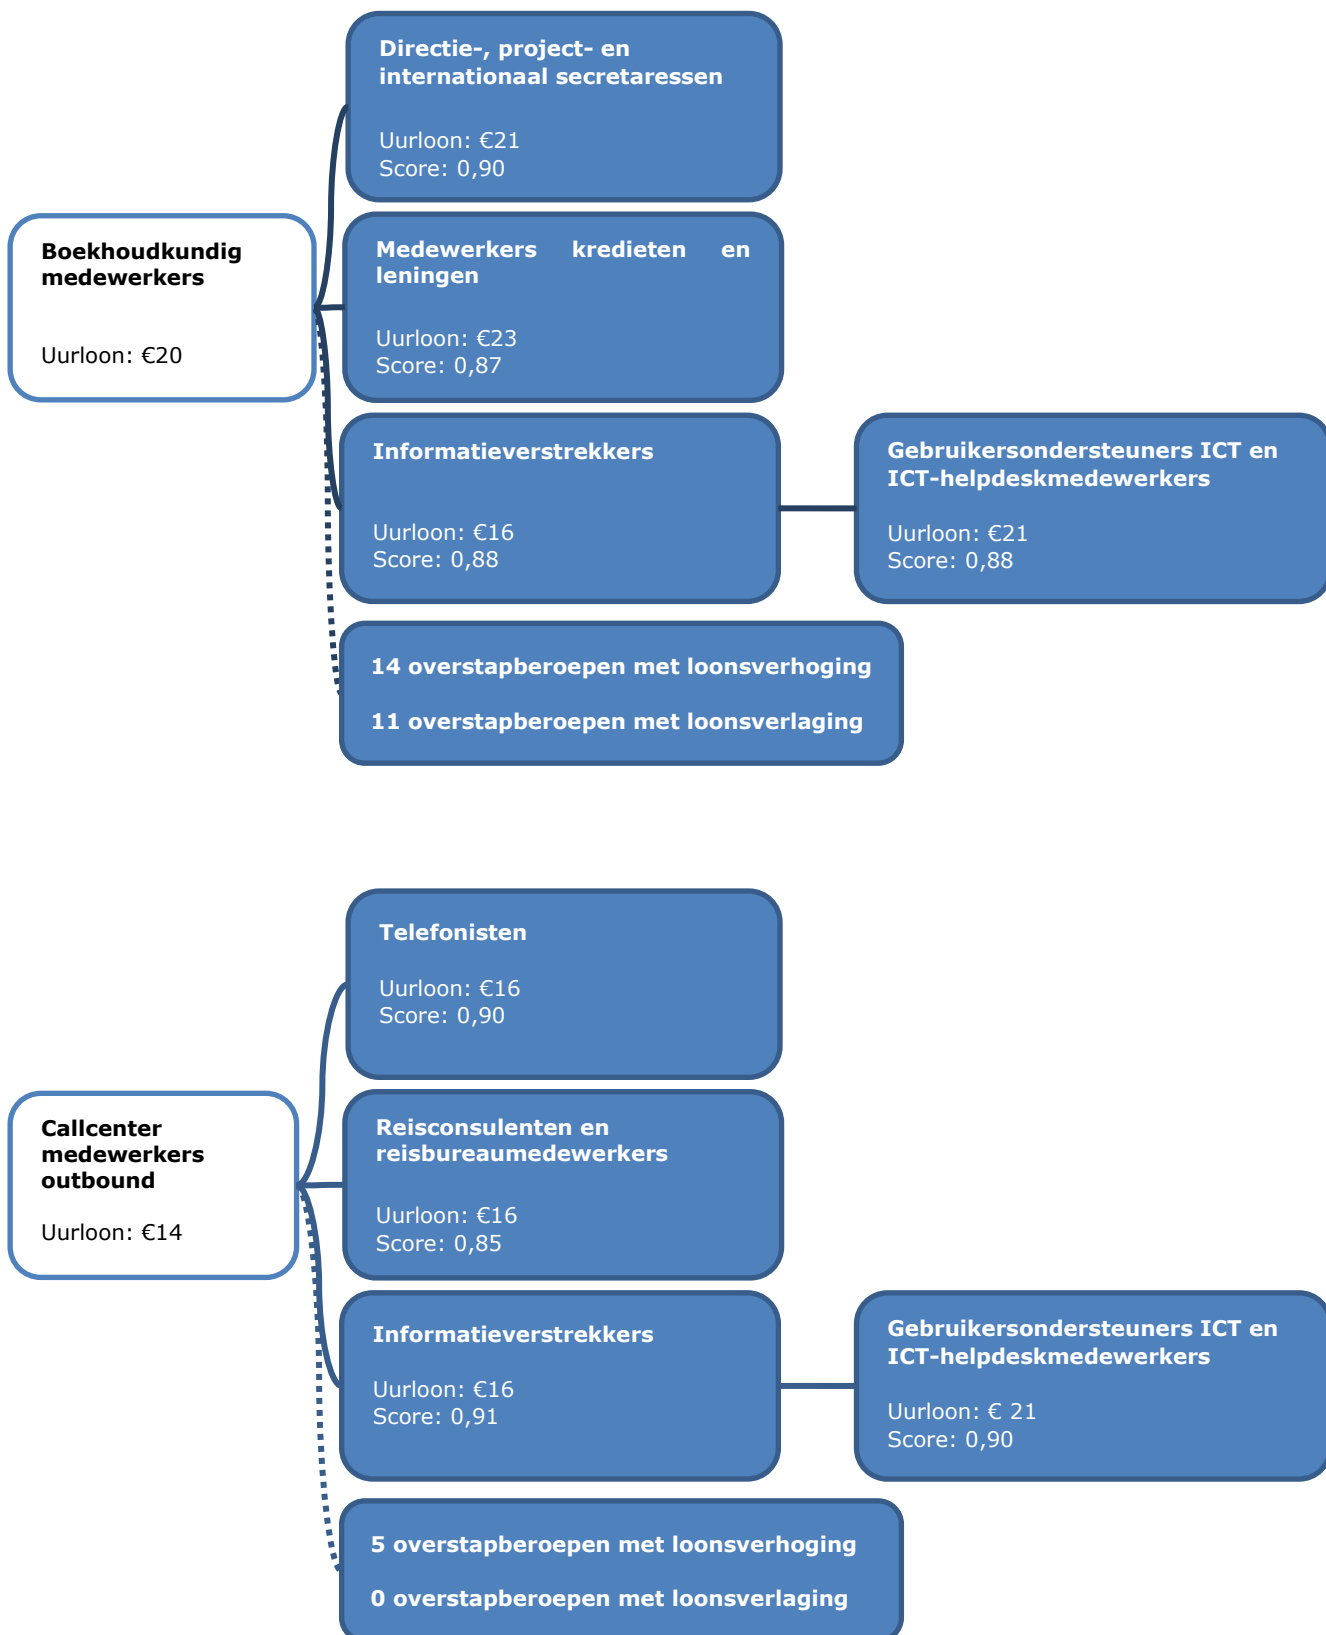 Directie-, project- en
internationaal secretaressen
Uurloon: €21
Score: 0,90
Boekhoudkundig
medewerkers
Uurloon: €20
Medewerkers kredieten en
leningen
Uurloon: €23
Score: 0,87
Informatieverstrekkers
Uurloon: €16
Score: 0,88
Gebruikersondersteuners ICT en
ICT-helpdeskmedewerkers
Uurloon: €21
Score: 0,88
14 overstapberoepen met loonsverhoging
11 overstapberoepen met loonsverlaging
Telefonisten
Uurloon: €16
Score: 0,90
Callcenter
medewerkers
outbound
Uurloon: €14
Reisconsulenten en
reisbureaumedewerkers
Uurloon: €16
Score: 0,85
Informatieverstrekkers
Uurloon: €16
Score: 0,91
Gebruikersondersteuners ICT en
ICT-helpdeskmedewerkers
Uurloon: € 21
Score: 0,90
5 overstapberoepen met loonsverhoging
0 overstapberoepen met loonsverlaging